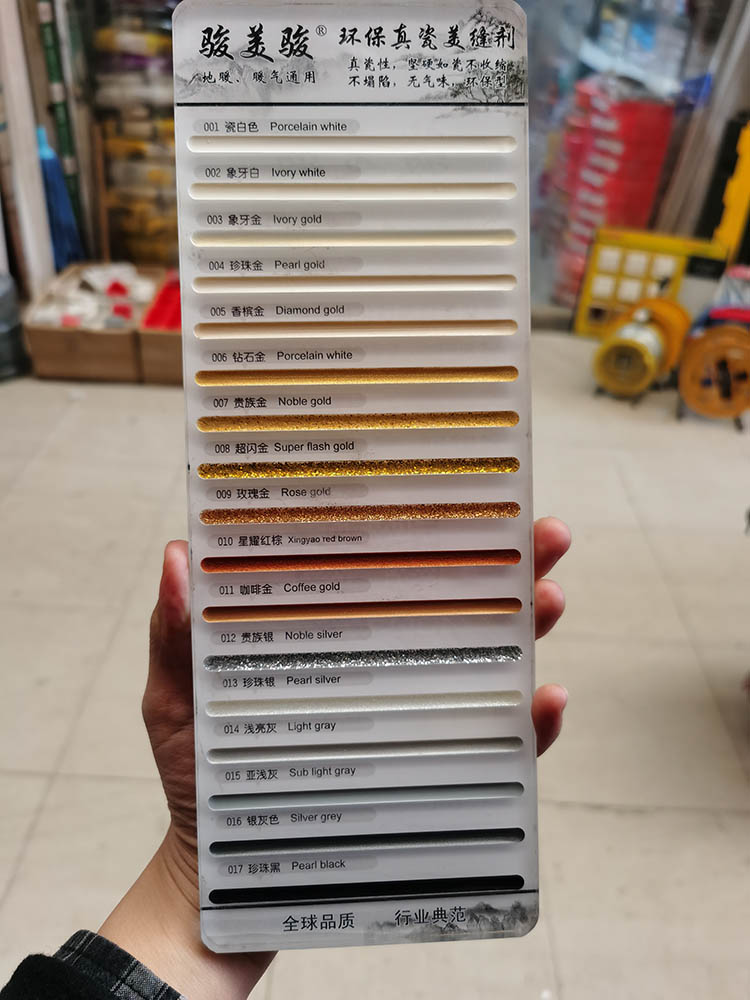 骏美骏® 环保真瓷美缝剂
地暖、暖气通用
真瓷性，坚硬如瓷不收缩
不塌陷，无气味，环保型
001 瓷白色 Porcelain white
002 象牙白 Ivory white
003 象牙金 Ivory gold
004 珍珠金 Pearl gold
005 香槟金 Diamond gold
006 钻石金 Porcelain white
007 贵族金 Noble gold
008 超闪金 Super flash gold
009 玫瑰金 Rose gold
010 星耀红棕 Xingyao red brown
011 咖啡金 Coffee gold
012 贵族银 Noble silver
013 珍珠银 Pearl silver
014 浅亮灰 Light gray
015 亚浅灰 Sub light gray
016 银灰色 Silver grey
017 珍珠黑 Pearl black
全球品质 行业典范